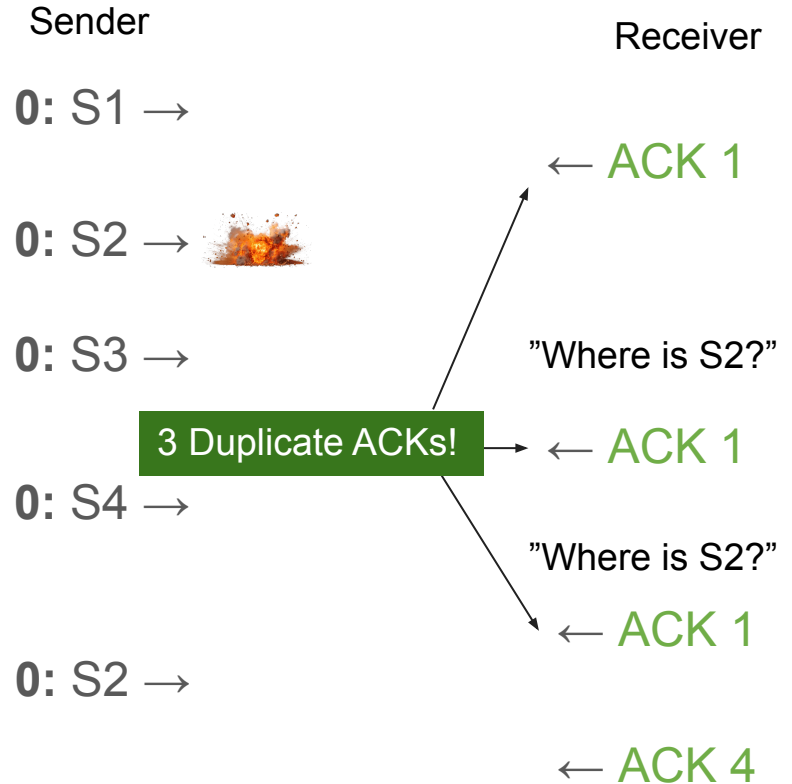 Sender
Receiver
0: S1 →
← ACK 1
0: S2 →
0: S3 →
”Where is S2?”
3 Duplicate ACKs!
← ACK 1
0: S4 →
”Where is S2?”
← ACK 1
0: S2 →
← ACK 4